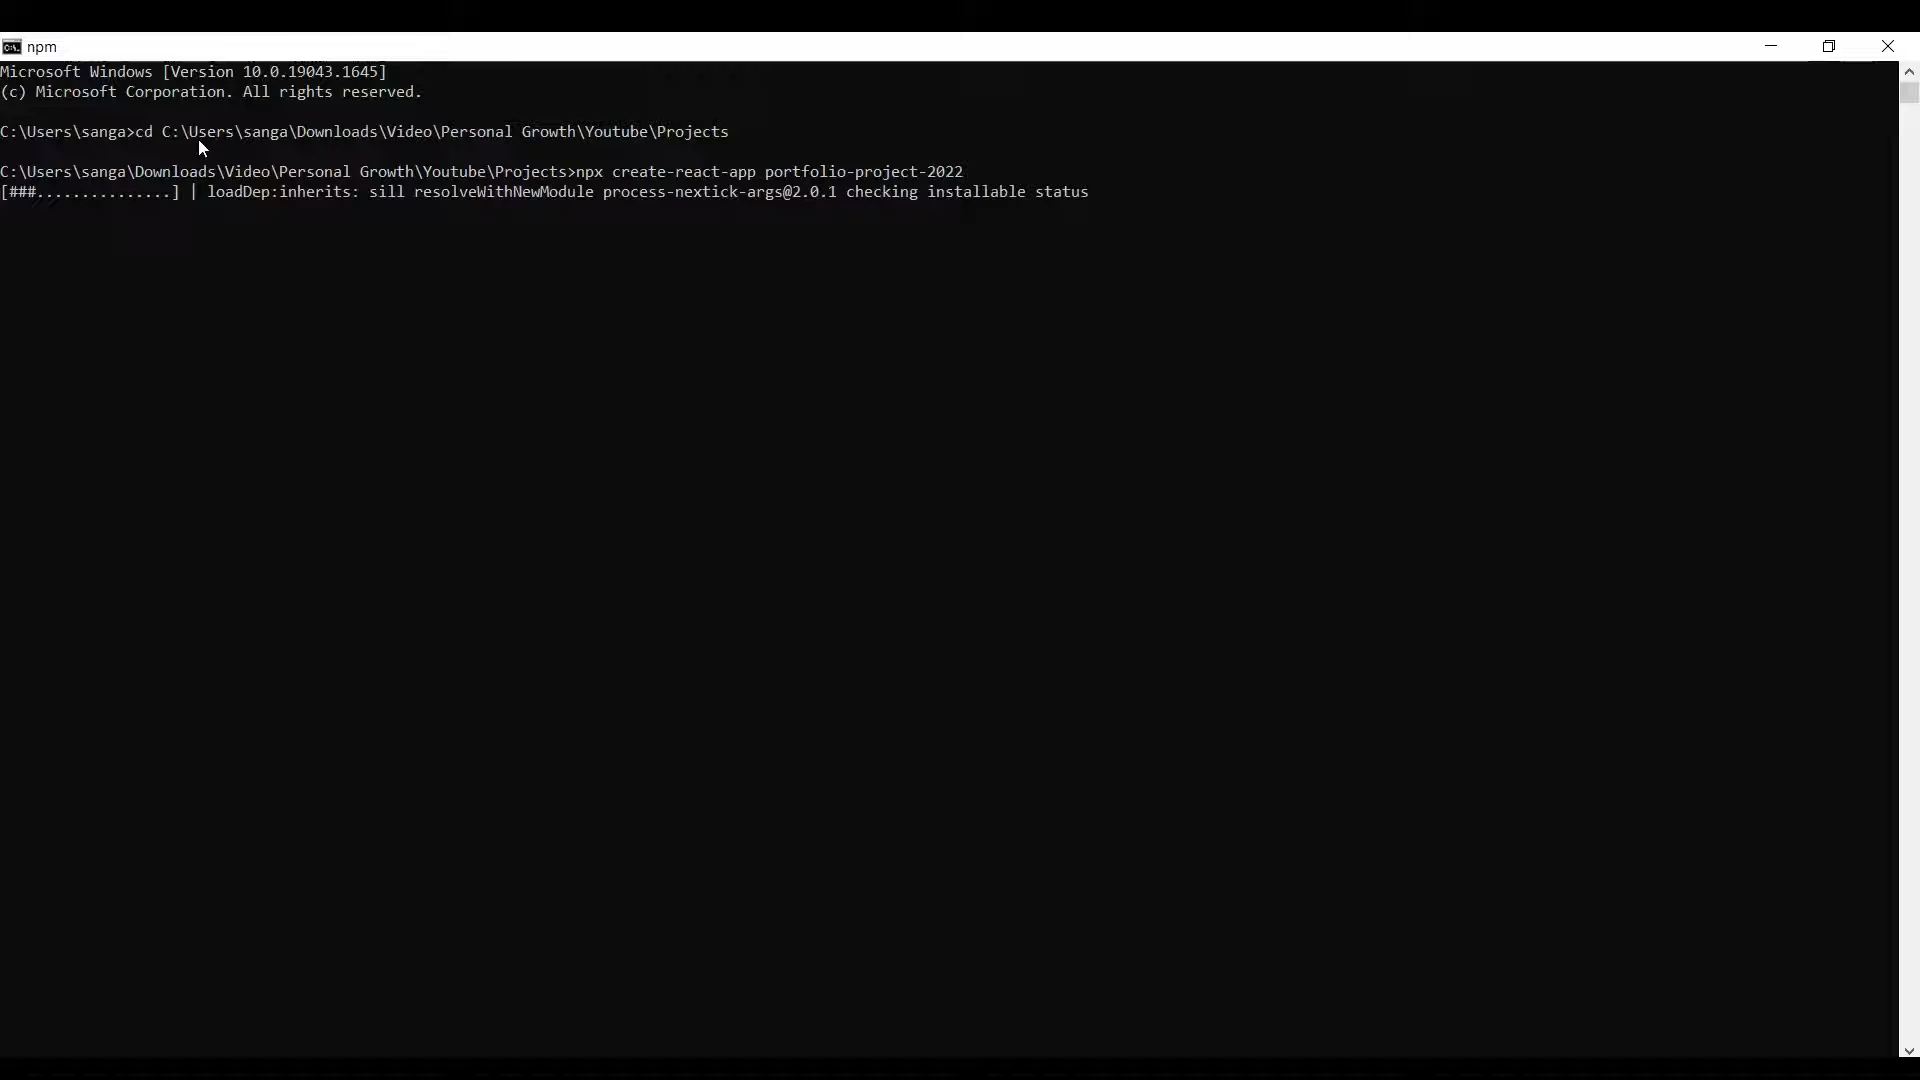 npm
Microsoft Windows [Version 10.0.19043.1645]
(c) Microsoft Corporation. All rights reserved.
C:\Users\sanga>cd C:\Users\sanga\Downloads\Video\Personal Growth\Youtube\Projects
C:\Users\sanga\Downloads\Video\Personal Growth\Youtube\Projects>npx create-react-app portfolio-project-2022
[###...............] | loadDep:inherits: sill resolveWithNewModule process-nextick-args@2.0.1 checking installable status